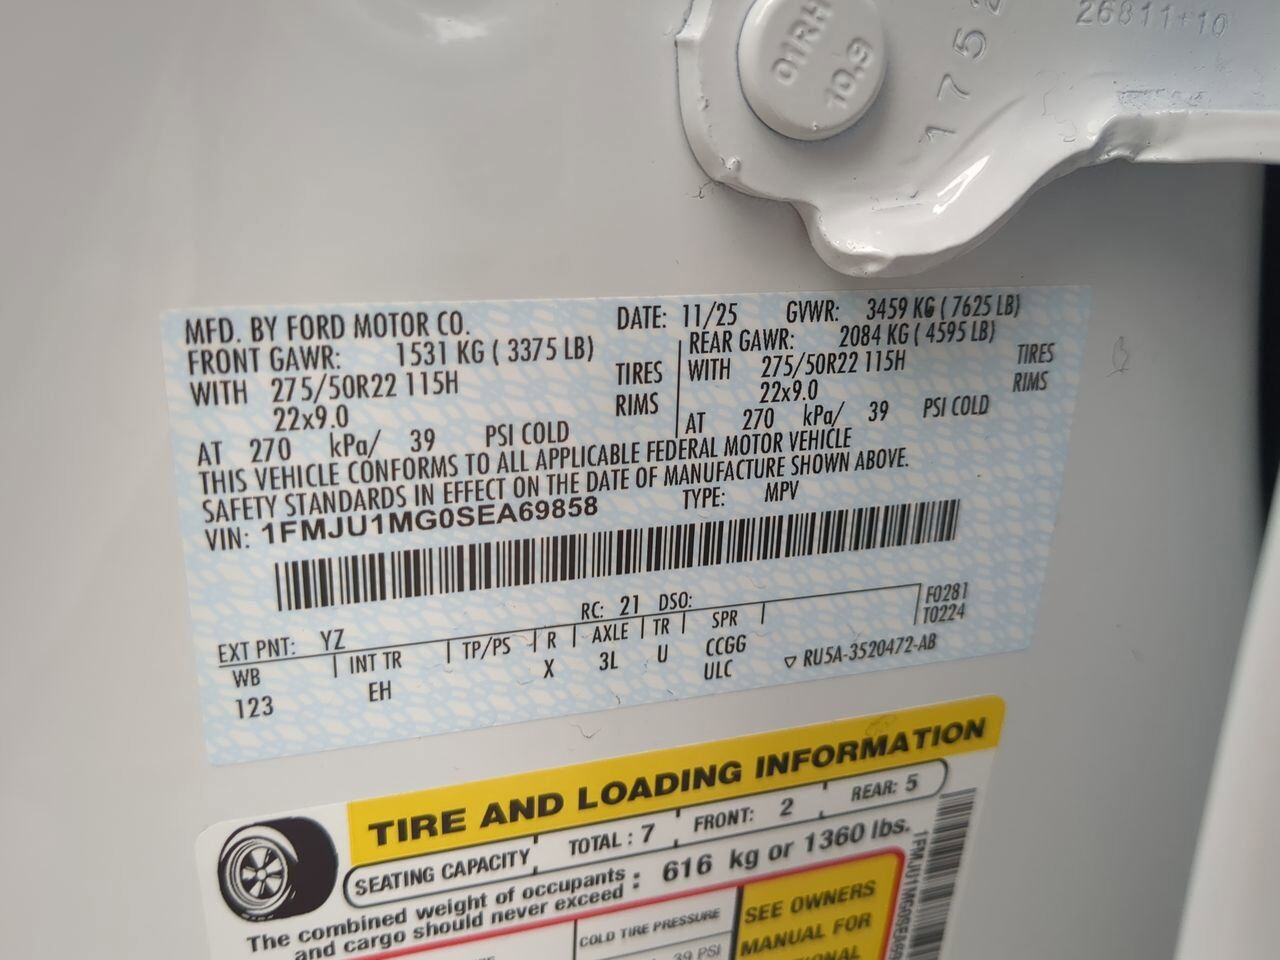 01RH
10.9
1752
26811+10
MFD. BY FORD MOTOR CO.
DATE: 11/25 GVWR: 3459 KG ( 7625 LB)
FRONT GAWR: 1531 KG ( 3375 LB)
REAR GAWR: 2084 KG ( 4595 LB)
WITH 275/50R22 115H TIRES
WITH 275/50R22 115H TIRES
22x9.0 RIMS
22x9.0 RIMS
AT 270 kPa/ 39 PSI COLD
AT 270 kPa/ 39 PSI COLD
THIS VEHICLE CONFORMS TO ALL APPLICABLE FEDERAL MOTOR VEHICLE
SAFETY STANDARDS IN EFFECT ON THE DATE OF MANUFACTURE SHOWN ABOVE.
VIN: 1FMJU1MG0SEA69858 TYPE: MPV
RC: 21 DSO:
F0281
T0224
EXT PNT: YZ
WB INT TR TP/PS R AXLE TR SPR
123 EH X 3L U CCGG
ULC
RU5A-3520472-AB
TIRE AND LOADING INFORMATION
SEATING CAPACITY TOTAL : 7 FRONT: 2 REAR: 5
The combined weight of occupants : 616 kg or 1360 lbs.
and cargo should never exceed
COLD TIRE PRESSURE
39 PSI
SEE OWNERS
MANUAL FOR